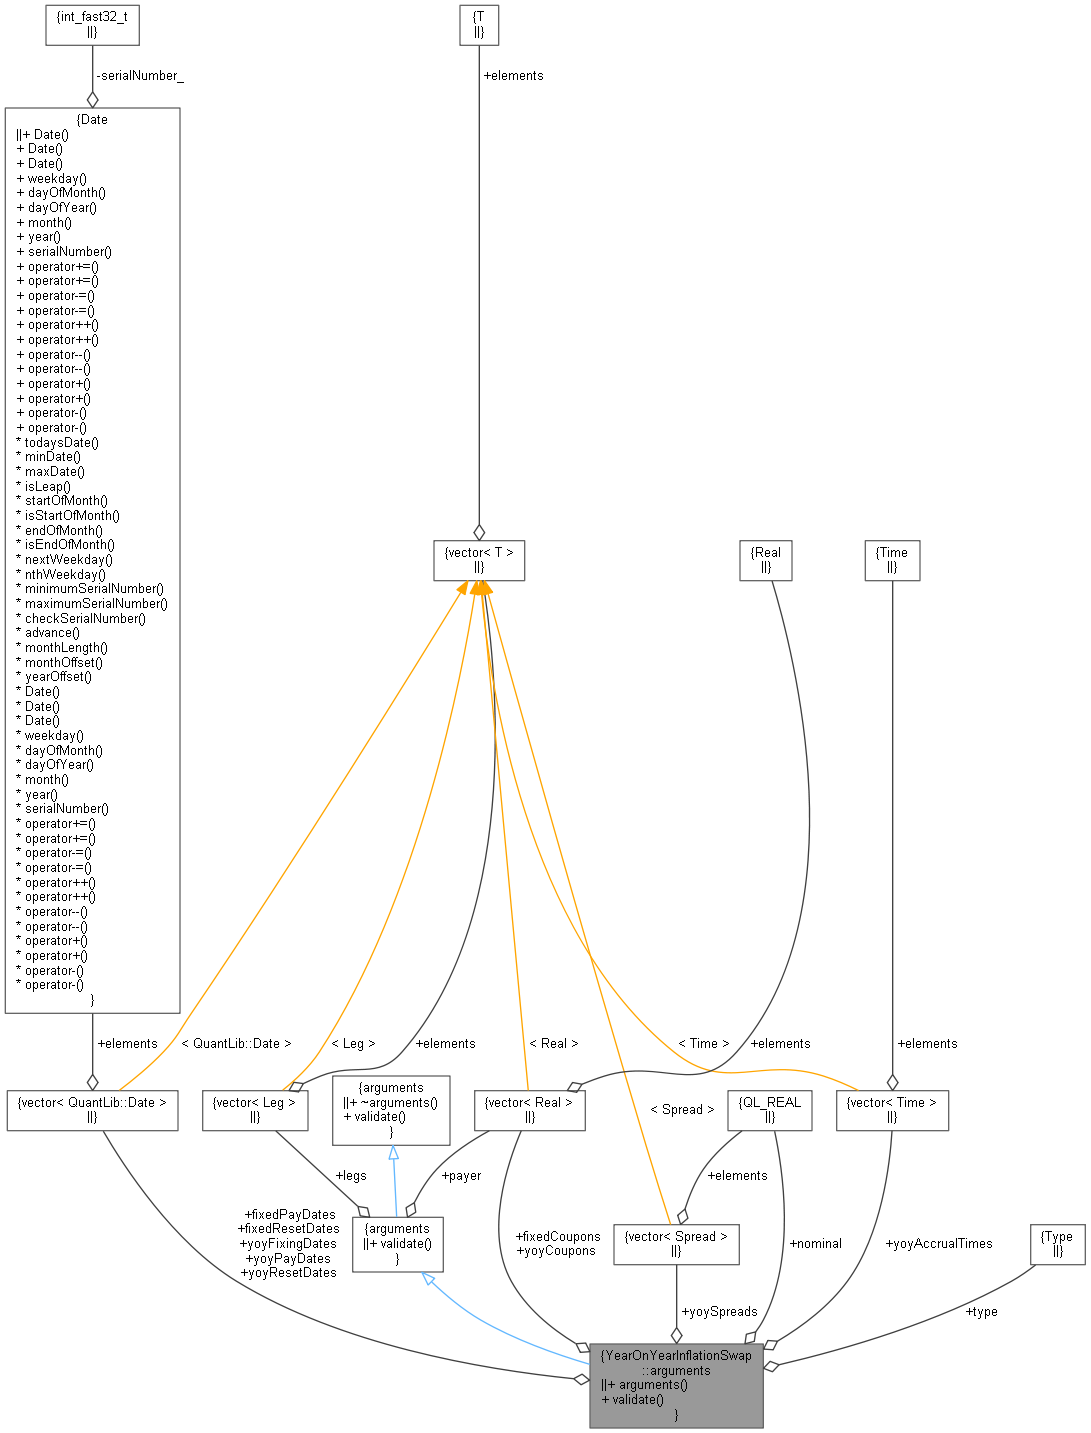 {int_fast32_t
||}
{T
||}
-serialNumber_
+elements
{Date
||+ Date()
+ Date()
+ Date()
+ weekday()
+ dayOfMonth()
+ dayOfYear()
+ month()
+ year()
+ serialNumber()
+ operator+=()
+ operator+=()
+ operator-=()
+ operator-=()
+ operator++()
+ operator++()
+ operator--()
+ operator--()
+ operator+()
+ operator+()
+ operator-()
+ operator-()
* todaysDate()
* minDate()
* maxDate()
* isLeap()
* startOfMonth()
* isStartOfMonth()
* endOfMonth()
* isEndOfMonth()
* nextWeekday()
* nthWeekday()
* minimumSerialNumber()
* maximumSerialNumber()
* checkSerialNumber()
* advance()
* monthLength()
* monthOffset()
* yearOffset()
* Date()
* Date()
* Date()
* weekday()
* dayOfMonth()
* dayOfYear()
* month()
* year()
* serialNumber()
* operator+=()
* operator+=()
* operator-=()
* operator-=()
* operator++()
* operator++()
* operator--()
* operator--()
* operator+()
* operator+()
* operator-()
* operator-()
}
{vector< T >
||}
{Real
||}
{Time
||}
+elements
< QuantLib::Date >
< Leg >
+elements
< Real >
< Time >
+elements
+elements
{vector< QuantLib::Date >
||}
{vector< Leg >
||}
{arguments
||+ ~arguments()
+ validate()
}
{vector< Real >
||}
< Spread >
{QL_REAL
||}
{vector< Time >
||}
+legs
+payer
+elements
+fixedPayDates
+fixedResetDates
+yoyFixingDates
+yoyPayDates
+yoyResetDates
{arguments
||+ validate()
}
+fixedCoupons
+yoyCoupons
{vector< Spread >
||}
+nominal
+yoyAccrualTimes
{Type
||}
+yoySpreads
+type
{YearOnYearInflationSwap
::arguments
||+ arguments()
+ validate()
}